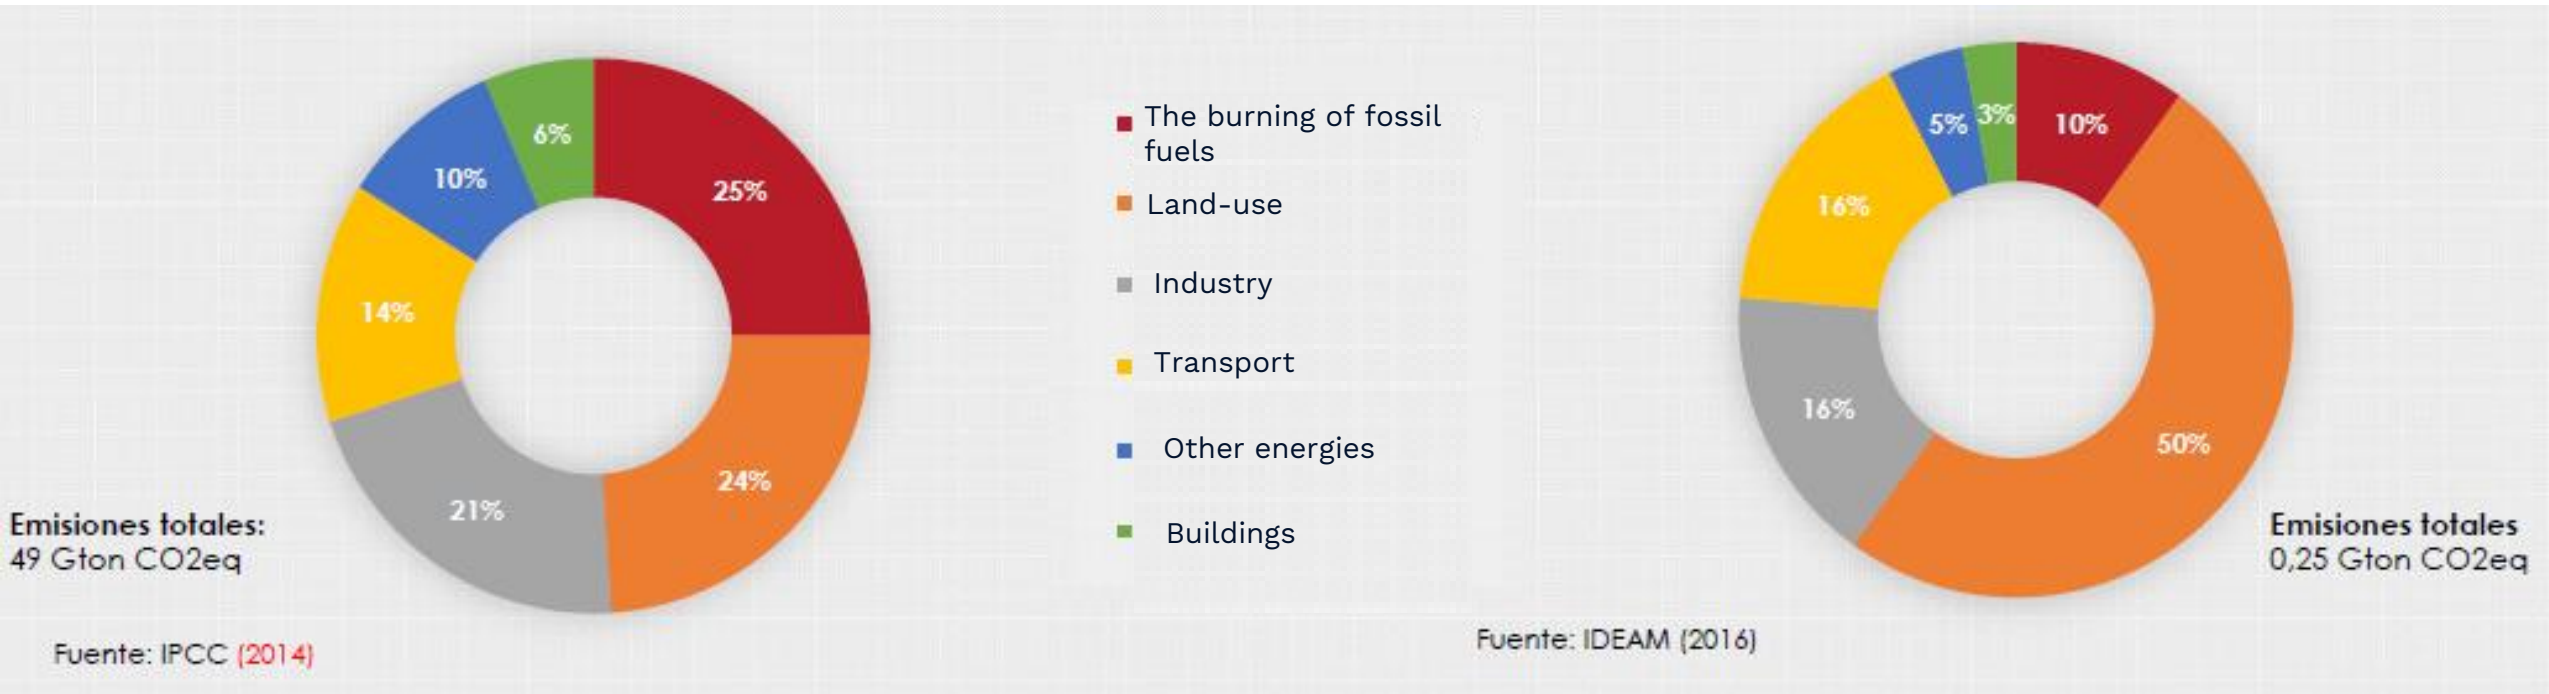 6%
10%
25%
14%
24%
21%
Emisiones totales:
49 Gton CO2eq
Fuente: IPCC (2014)
The burning of fossil
fuels
Land-use
Industry
Transport
Other energies
Buildings
5%
3%
10%
16%
16%
50%
Emisiones totales
0,25 Gton CO2eq
Fuente: IDEAM (2016)